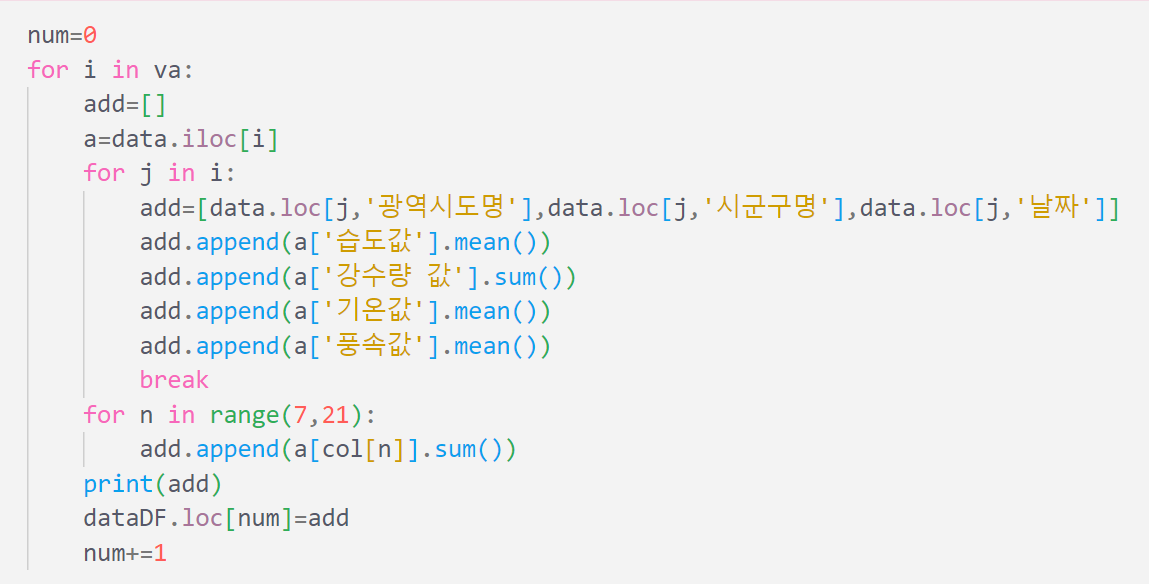 num=0
for i in va:
    add=[]
    a=data.iloc[i]
    for j in i:
        add=[data.loc[j,'광역시도명'],data.loc[j,'시군구명'],data.loc[j,'날짜']]
        add.append(a['습도값'].mean())
        add.append(a['강수량 값'].sum())
        add.append(a['기온값'].mean())
        add.append(a['풍속값'].mean())
        break
    for n in range(7,21):
        add.append(a[col[n]].sum())
    print(add)
    dataDF.loc[num]=add
    num+=1